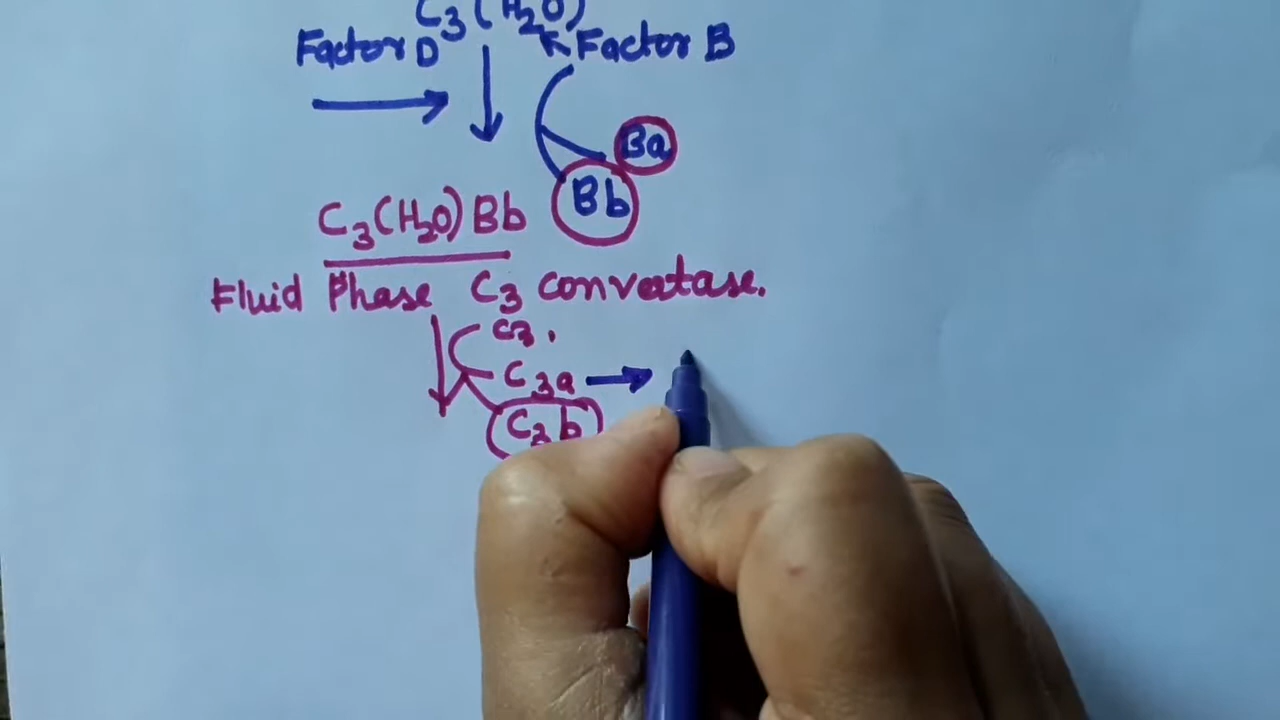 C3(H2O)
Factor D
Factor B
Ba
Bb
C3(H2O)Bb
Fluid Phase C3 convertase.
C3.
C3a
C3b